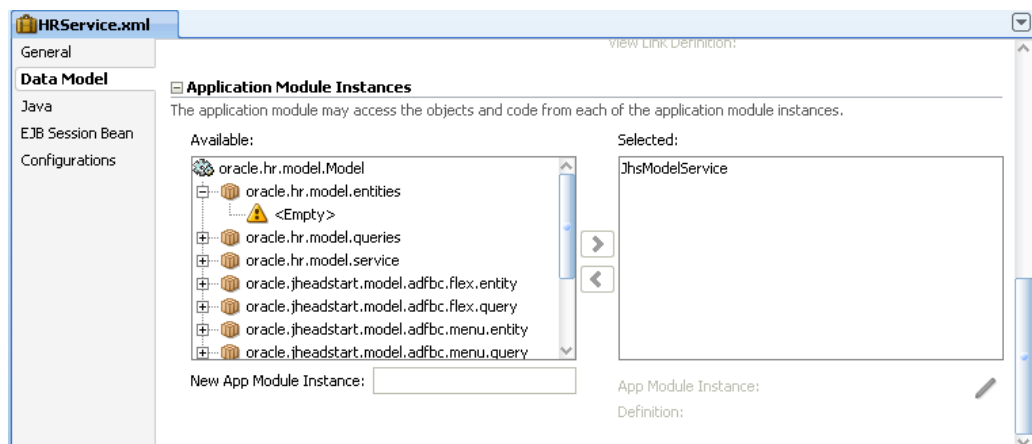 HRService.xml
General
Data Model
Java
EJB Session Bean
Configurations
View Link Definition:
Application Module Instances
The application module may access the objects and code from each of the application module instances.
Available:
oracle.hr.model.Model
oracle.hr.model.entities
<Empty>
oracle.hr.model.queries
oracle.hr.model.service
oracle.jheadstart.model.adfbc.flex.entity
oracle.jheadstart.model.adfbc.flex.query
oracle.jheadstart.model.adfbc.menu.entity
oracle.jheadstart.model.adfbc.menu.query
New App Module Instance:
Selected:
JhsModelService
App Module Instance:
Definition: